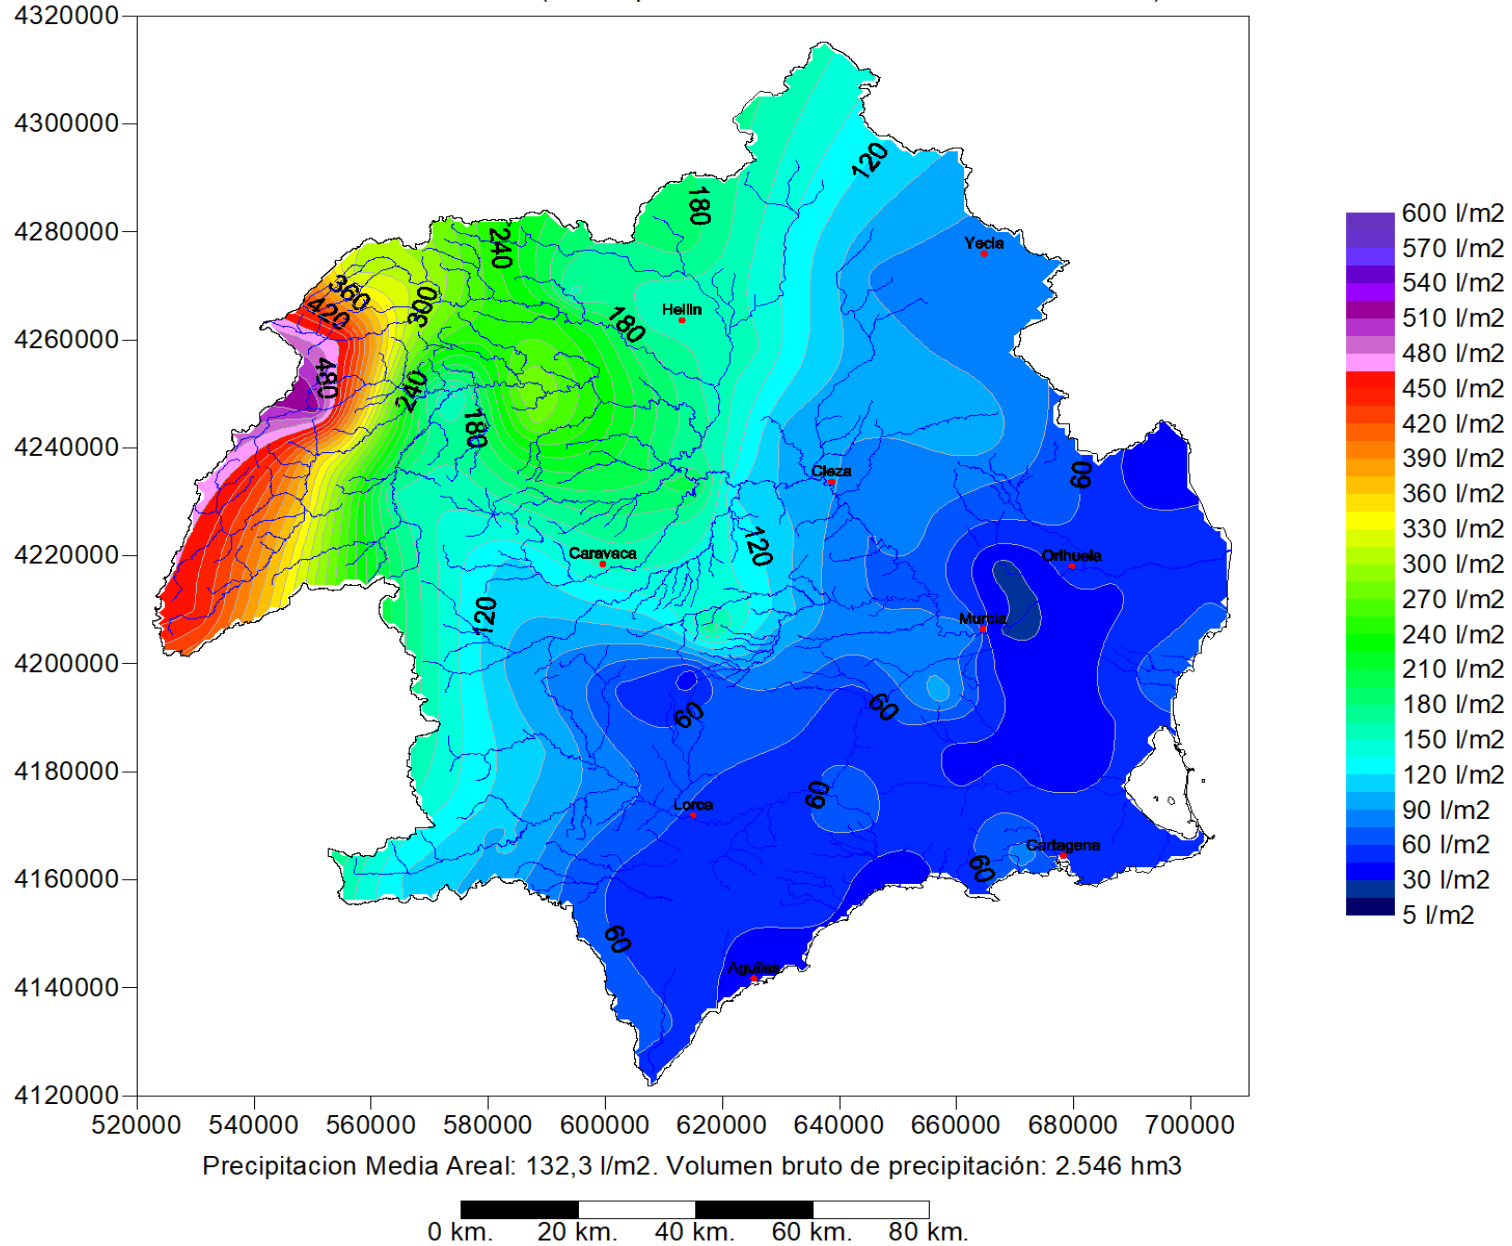 4320000
4300000
4280000
4260000
4240000
4220000
4200000
4180000
4160000
4140000
4120000
520000 540000 560000 580000 600000 620000 640000 660000 680000 700000
120
180
240
Yecla
360
420
300
Hellin
180
480
240
180
Cieza
60
120
Caravaca
Orihuela
120
Murcia
60
60
60
Lorca
Cartagena
60
60
Aguilas
600 l/m2
570 l/m2
540 l/m2
510 l/m2
480 l/m2
450 l/m2
420 l/m2
390 l/m2
360 l/m2
330 l/m2
300 l/m2
270 l/m2
240 l/m2
210 l/m2
180 l/m2
150 l/m2
120 l/m2
90 l/m2
60 l/m2
30 l/m2
5 l/m2
Precipitacion Media Areal: 132,3 l/m2. Volumen bruto de precipitación: 2.546 hm3
0 km. 20 km. 40 km. 60 km. 80 km.